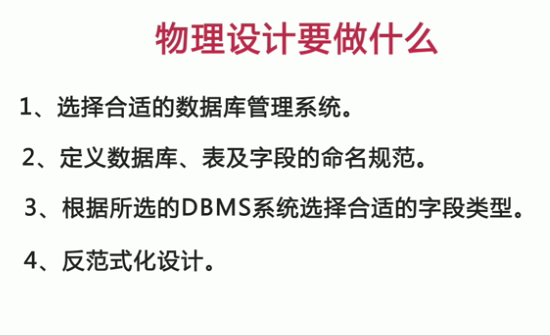 物理设计要做什么
1、选择合适的数据库管理系统。
2、定义数据库、表及字段的命名规范。
3、根据所选的DBMS系统选择合适的字段类型。
4、反范式化设计。